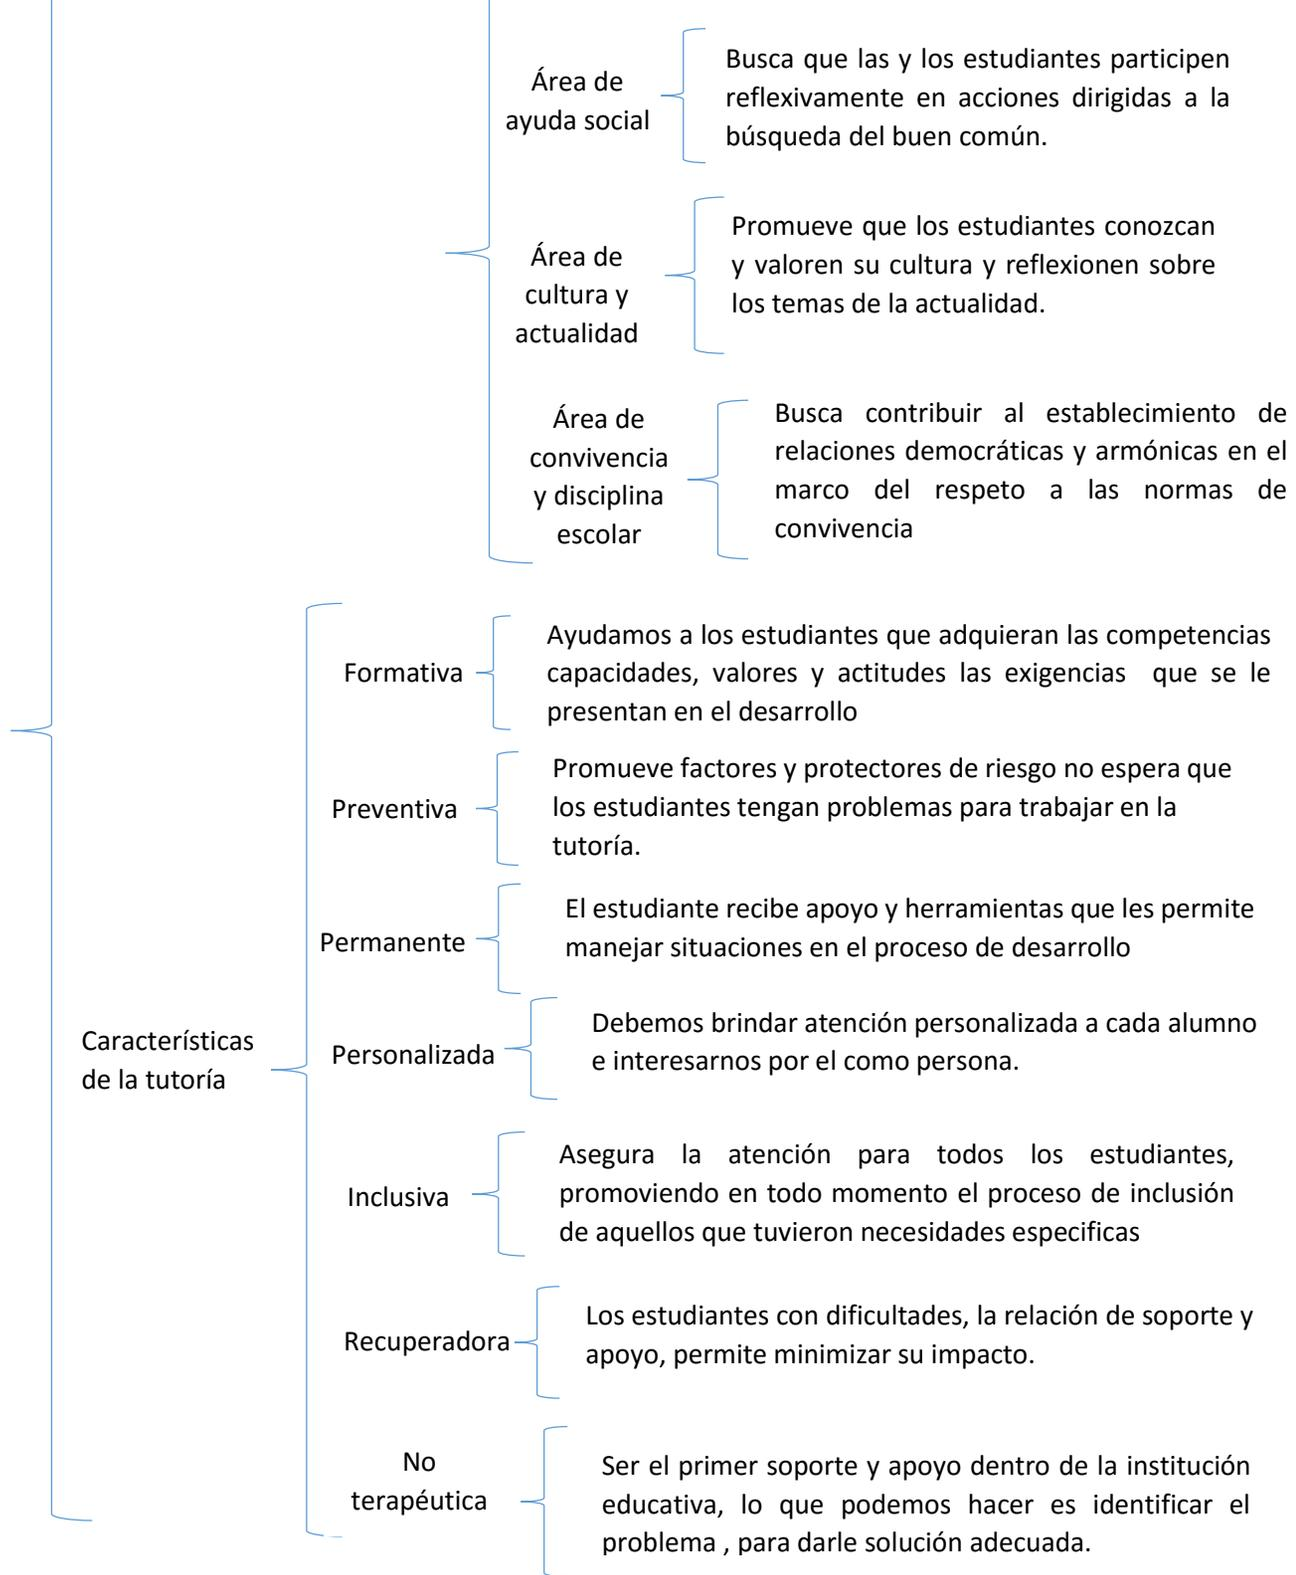 Área de
ayuda social
Busca que las y los estudiantes participen
reflexivamente en acciones dirigidas a la
búsqueda del buen común.
Área de
cultura y
actualidad
Promueve que los estudiantes conozcan
y valoren su cultura y reflexionen sobre
los temas de la actualidad.
Área de
convivencia
y disciplina
escolar
Busca contribuir al establecimiento de
relaciones democráticas y armónicas en el
marco del respeto a las normas de
convivencia
Características
de la tutoría
Formativa
Ayudamos a los estudiantes que adquieran las competencias
capacidades, valores y actitudes las exigencias que se le
presentan en el desarrollo
Preventiva
Promueve factores y protectores de riesgo no espera que
los estudiantes tengan problemas para trabajar en la
tutoría.
Permanente
El estudiante recibe apoyo y herramientas que les permite
manejar situaciones en el proceso de desarrollo
Personalizada
Debemos brindar atención personalizada a cada alumno
e interesarnos por el como persona.
Inclusiva
Asegura la atención para todos los estudiantes,
promoviendo en todo momento el proceso de inclusión
de aquellos que tuvieron necesidades especificas
Recuperadora
Los estudiantes con dificultades, la relación de soporte y
apoyo, permite minimizar su impacto.
No
terapéutica
Ser el primer soporte y apoyo dentro de la institución
educativa, lo que podemos hacer es identificar el
problema , para darle solución adecuada.